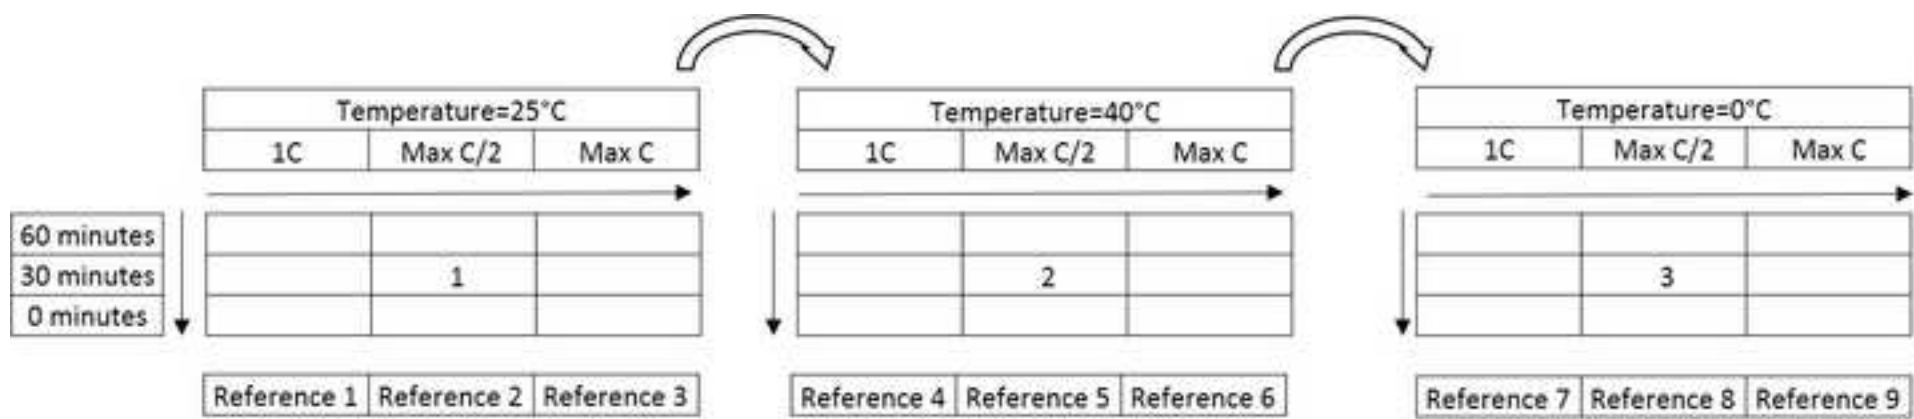 Temperature=25°C Temperature=40°C Temperature=0°C
1C Max C/2 Max C 1C Max C/2 Max C 1C Max C/2 Max C
60 minutes
30 minutes 1 2 3
0 minutes
Reference 1 Reference 2 Reference 3 Reference 4 Reference 5 Reference 6 Reference 7 Reference 8 Reference 9